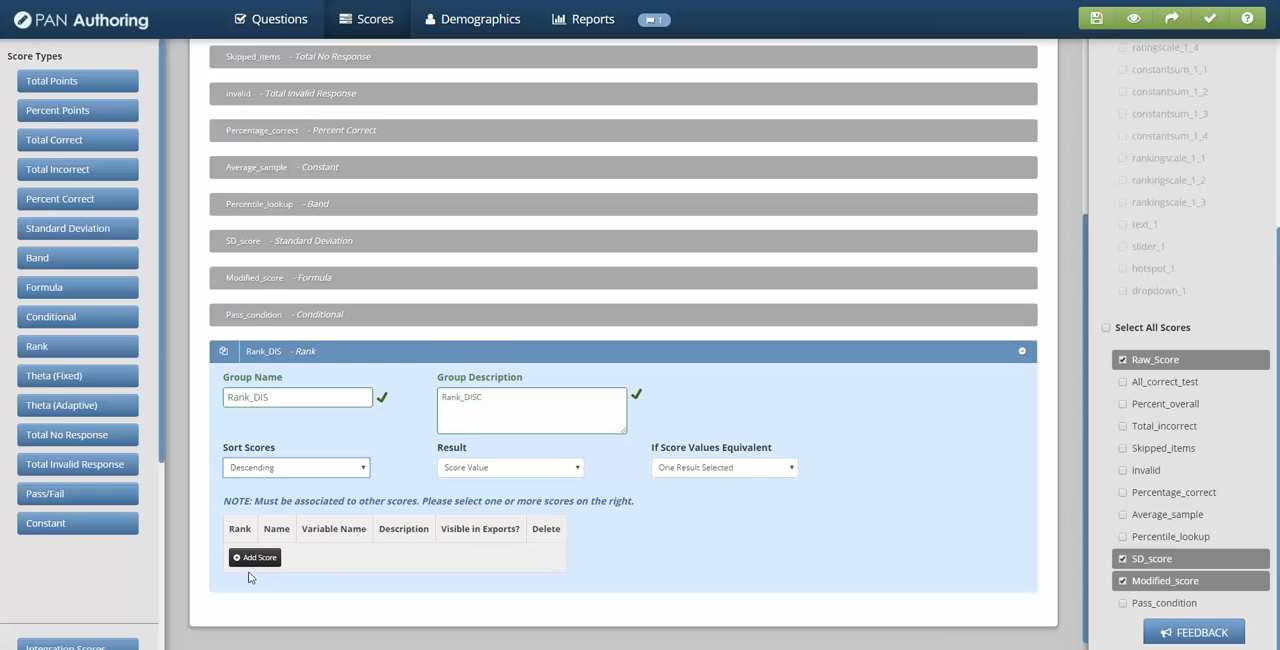 PAN Authoring
Questions
Scores
Demographics
Reports
1
Score Types
Total Points
Percent Points
Total Correct
Total Incorrect
Percent Correct
Standard Deviation
Band
Formula
Conditional
Rank
Theta (Fixed)
Theta (Adaptive)
Total No Response
Total Invalid Response
Pass/Fail
Constant
Integration Scores
Skipped_items - Total No Response
invalid - Total Invalid Response
Percentage_correct - Percent Correct
Average_sample - Constant
Percentile_lookup - Band
SD_score - Standard Deviation
Modified_score - Formula
Pass_condition - Conditional
Rank_DIS - Rank
Group Name Group Description
Rank_DIS Rank_DISC
Sort Scores Result If Score Values Equivalent
Descending Score Value One Result Selected
NOTE: Must be associated to other scores. Please select one or more scores on the right.
Rank Name Variable Name Description Visible in Exports? Delete
Add Score
ratingscale_1_4
constantsum_1_1
constantsum_1_2
constantsum_1_3
constantsum_1_4
rankingscale_1_1
rankingscale_1_2
rankingscale_1_3
text_1
slider_1
hotspot_1
dropdown_1
Select All Scores
Raw_Score
All_correct_test
Percent_overall
Total_incorrect
Skipped_items
invalid
Percentage_correct
Average_sample
Percentile_lookup
SD_score
Modified_score
Pass_condition
FEEDBACK